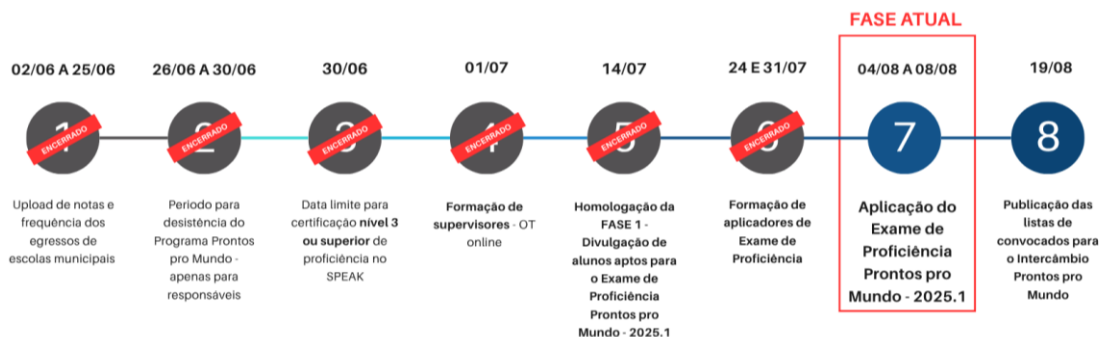 FASE ATUAL
02/06 A 25/06
26/06 A 30/06
30/06
01/07
14/07
24 E 31/07
04/08 A 08/08
19/08
1
ENCERRADO
2
ENCERRADO
3
ENCERRADO
4
ENCERRADO
5
ENCERRADO
6
ENCERRADO
7
8
Upload de notas e
frequência dos
egressos de
escolas municipais
Periodo para
desistência do
Programa Prontos
pro Mundo -
apenas para
responsáveis
Data limite para
certificação nível 3
ou superior de
proficiência no
SPEAK
Formação de
supervisores - OT
online
Homologação da
FASE 1 -
Divulgação de
alunos aptos para
o Exame de
Proficiência
Prontos pro
Mundo - 2025.1
Formação de
aplicadores de
Exame de
Proficiência
Aplicação do
Exame de
Proficiência
Prontos pro
Mundo - 2025.1
Publicação das
listas de
convocados para
o Intercâmbio
Prontos pro
Mundo